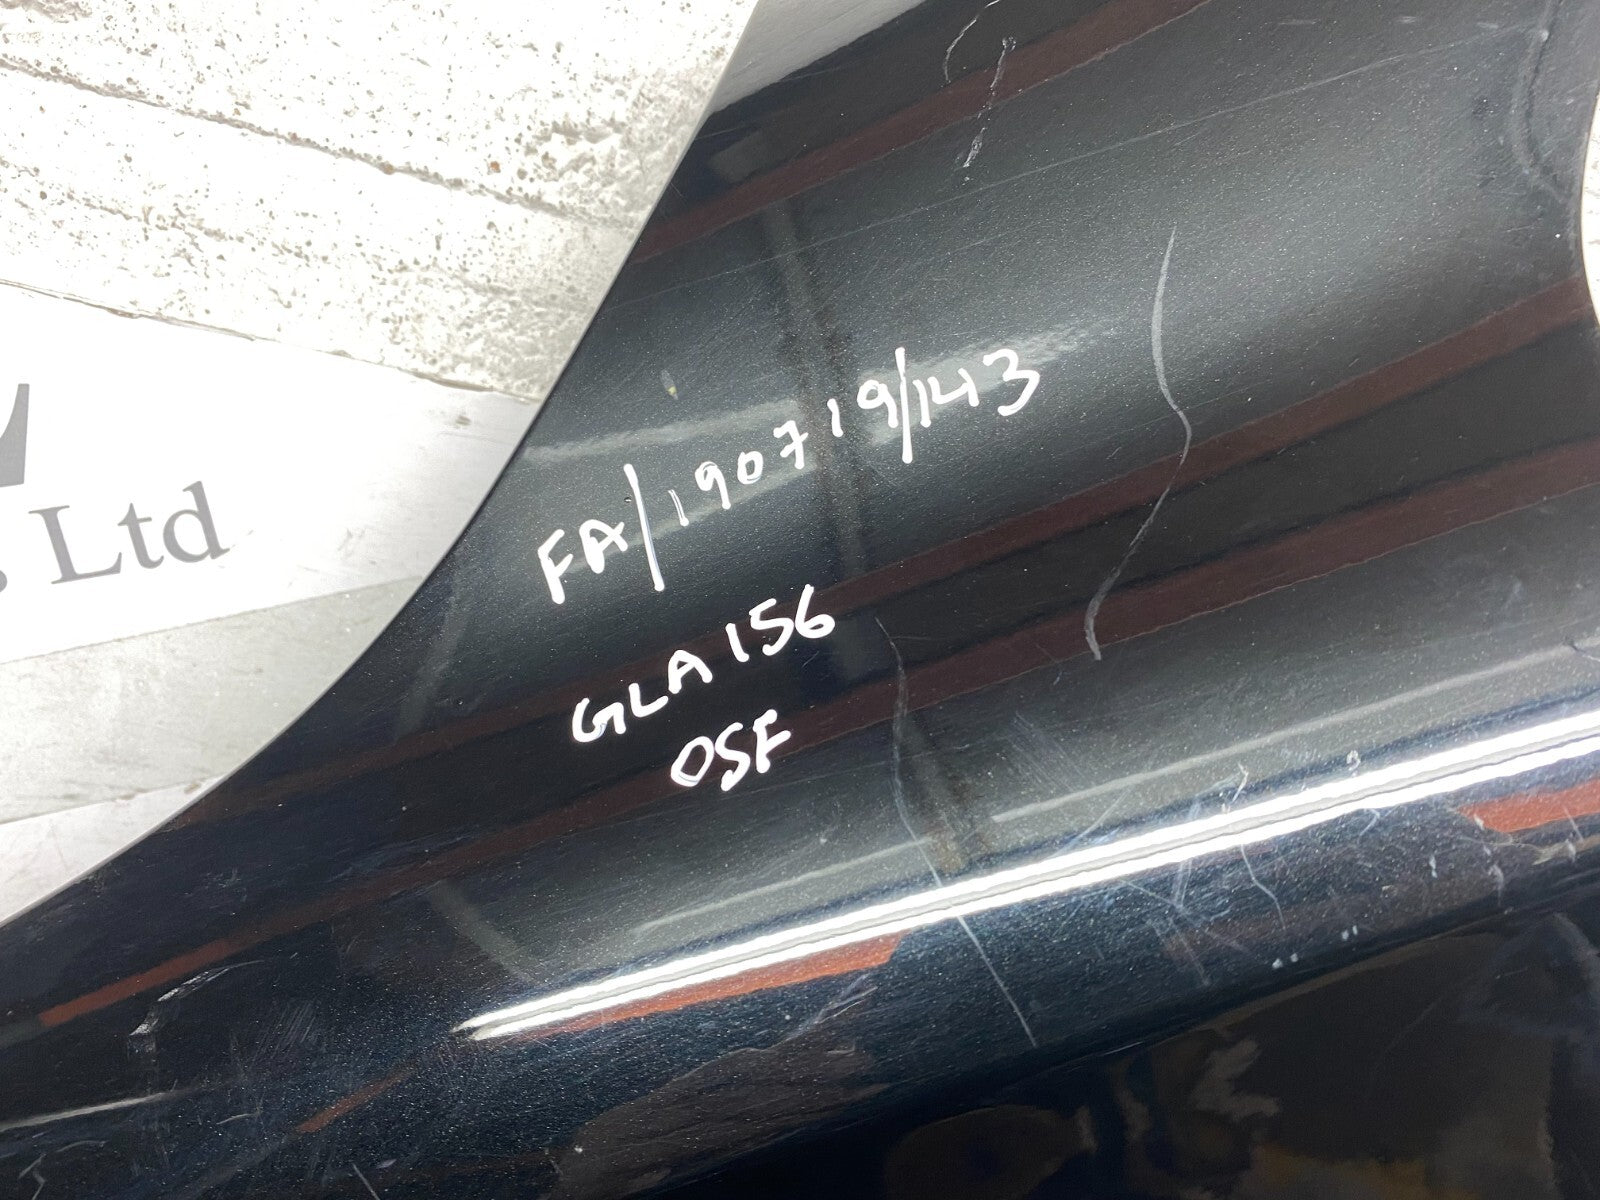 FA/190719/143
GLA156
OSF
Ltd